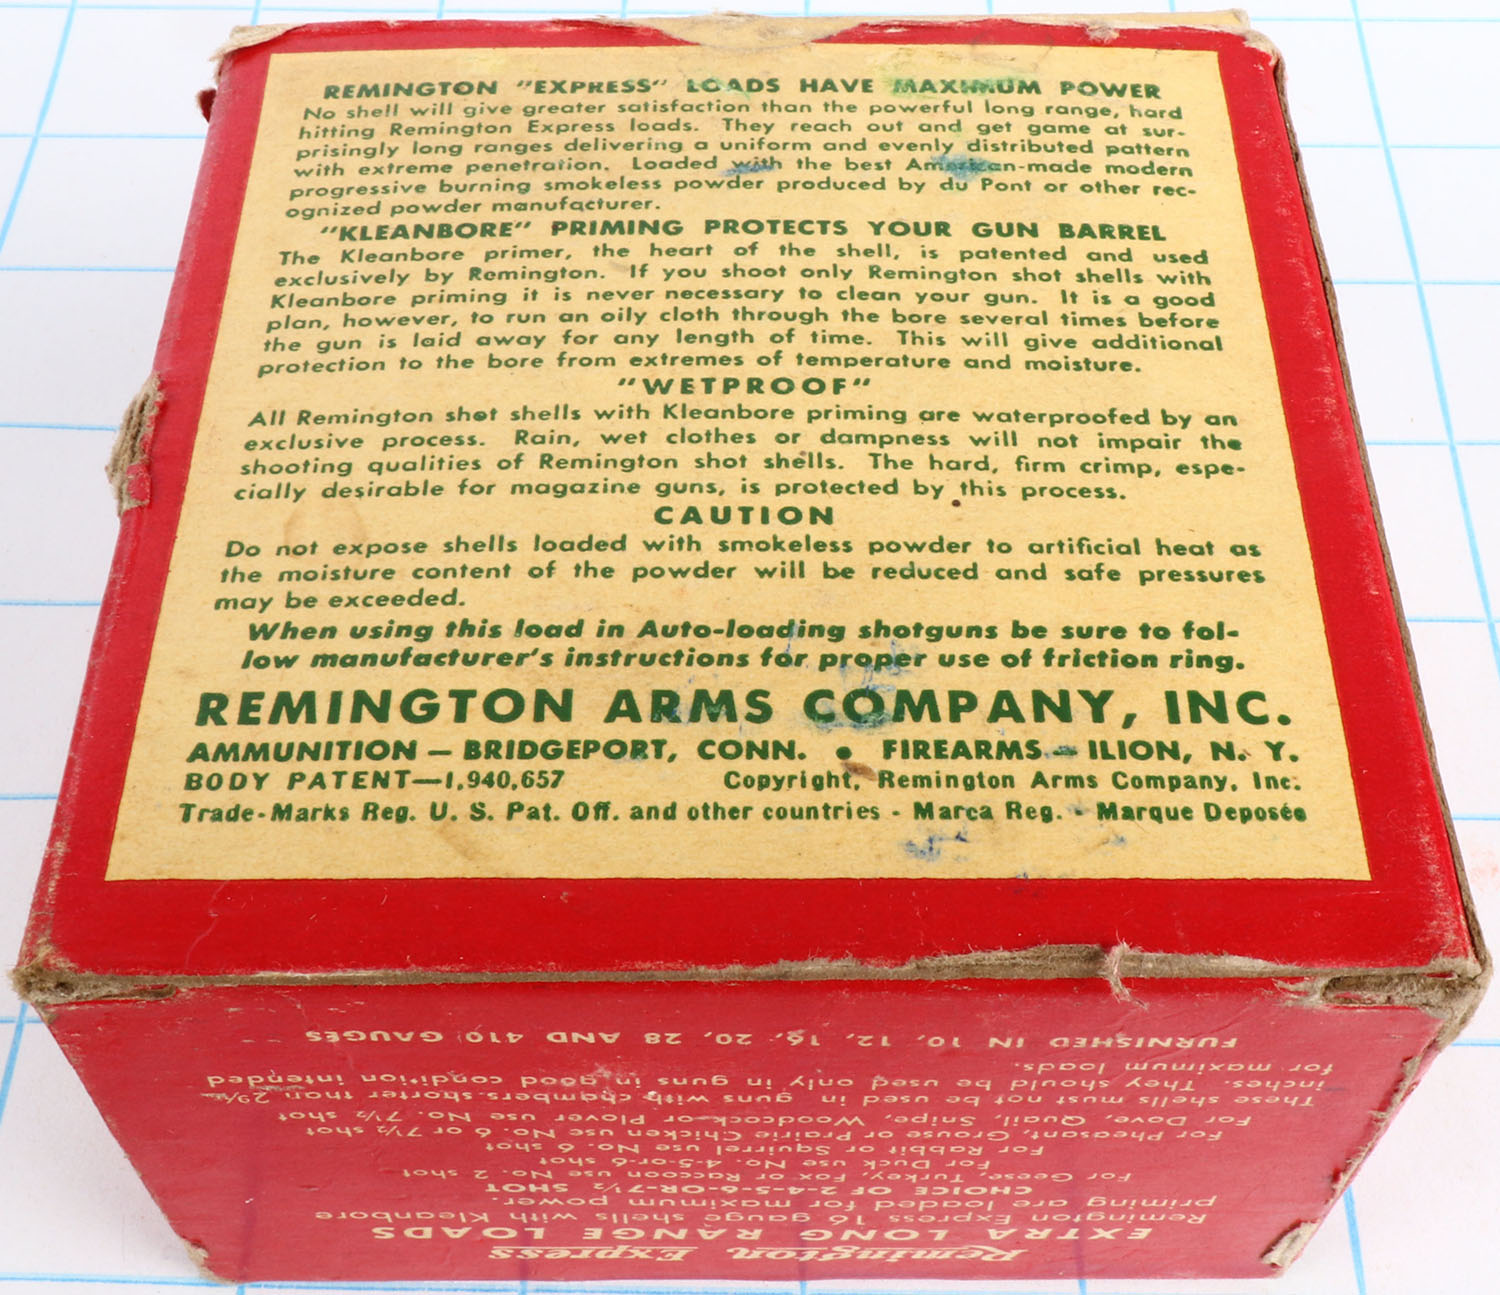 REMINGTON "EXPRESS" LOADS HAVE MAXIMUM POWER
No shell will give greater satisfaction than the powerful long range, hard
hitting Remington Express loads. They reach out and get game at sur-
prisingly long ranges delivering a uniform and evenly distributed pattern
with extreme penetration. Loaded with the best American-made modern
progressive burning smokeless powder produced by du Pont or other rec-
ognized powder manufacturer.
"KLEANBORE" PRIMING PROTECTS YOUR GUN BARREL
The Kleanbore primer, the heart of the shell, is patented and used
exclusively by Remington. If you shoot only Remington shot shells with
Kleanbore priming it is never necessary to clean your gun. It is a good
plan, however, to run an oily cloth through the bore several times before
the gun is laid away for any length of time. This will give additional
protection to the bore from extremes of temperature and moisture.
"WETPROOF"
All Remington shot shells with Kleanbore priming are waterproofed by an
exclusive process. Rain, wet clothes or dampness will not impair the
shooting qualities of Remington shot shells. The hard, firm crimp, espe-
cially desirable for magazine guns, is protected by this process.
CAUTION
Do not expose shells loaded with smokeless powder to artificial heat as
the moisture content of the powder will be reduced and safe pressures
may be exceeded.
When using this load in Auto-loading shotguns be sure to fol-
low manufacturer's instructions for proper use of friction ring.
REMINGTON ARMS COMPANY, INC.
AMMUNITION – BRIDGEPORT, CONN. • FIREARMS – ILION, N. Y.
BODY PATENT—1,940,657 Copyright, Remington Arms Company, Inc.
Trade-Marks Reg. U. S. Pat. Off. and other countries - Marca Reg. - Marque Deposée
Remington Express
EXTRA LONG RANGE LOADS
Remington Express 16 gauge shells with Kleanbore
priming are loaded for maximum power.
CHOICE OF 2-4-5-6-OR-7½ SHOT
For Geese, Turkey, Fox or Raccoon use No. 2 shot
For Duck use No. 4-5-or-6 shot
For Rabbit or Squirrel use No. 6 shot
For Pheasant, Grouse or Prairie Chicken use No. 6 or 7½ shot
For Dove, Quail, Snipe, Woodcock or Plover use No. 7½ shot
These shells must not be used in guns with chambers shorter than 2 9/16
inches. They should be used only in guns in good condition intended
for maximum loads.
FURNISHED IN 10, 12, 16, 20, 28 AND 410 GAUGES